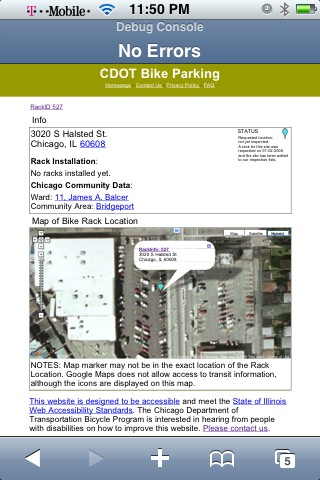 T-Mobile 11:50 PM
Debug Console
No Errors
CDOT Bike Parking
Homepage Contact Us Privacy Policy FAQ
RackID 527
Info
3020 S Halsted St.
Chicago, IL 60608
Rack Installation:
No racks installed yet.
Chicago Community Data:
Ward: 11, James A. Balcer
Community Area: Bridgeport
STATUS
Requested location
not yet inspected.
A rack for this site was
requested on 01-02-2009,
and the site has been added
to our inspection lists.
Map of Bike Rack Location
Map Satellite Hybrid
RackInfo: 527
3020 S Halsted St
Chicago, IL 60608
NOTES: Map marker may not be in the exact location of the Rack
Location. Google Maps does not allow access to transit information,
although the icons are displayed on this map.
This website is designed to be accessible and meet the State of Illinois
Web Accessibility Standards. The Chicago Department of
Transportation Bicycle Program is interested in hearing from people
with disabilities on how to improve this website. Please contact us.
5